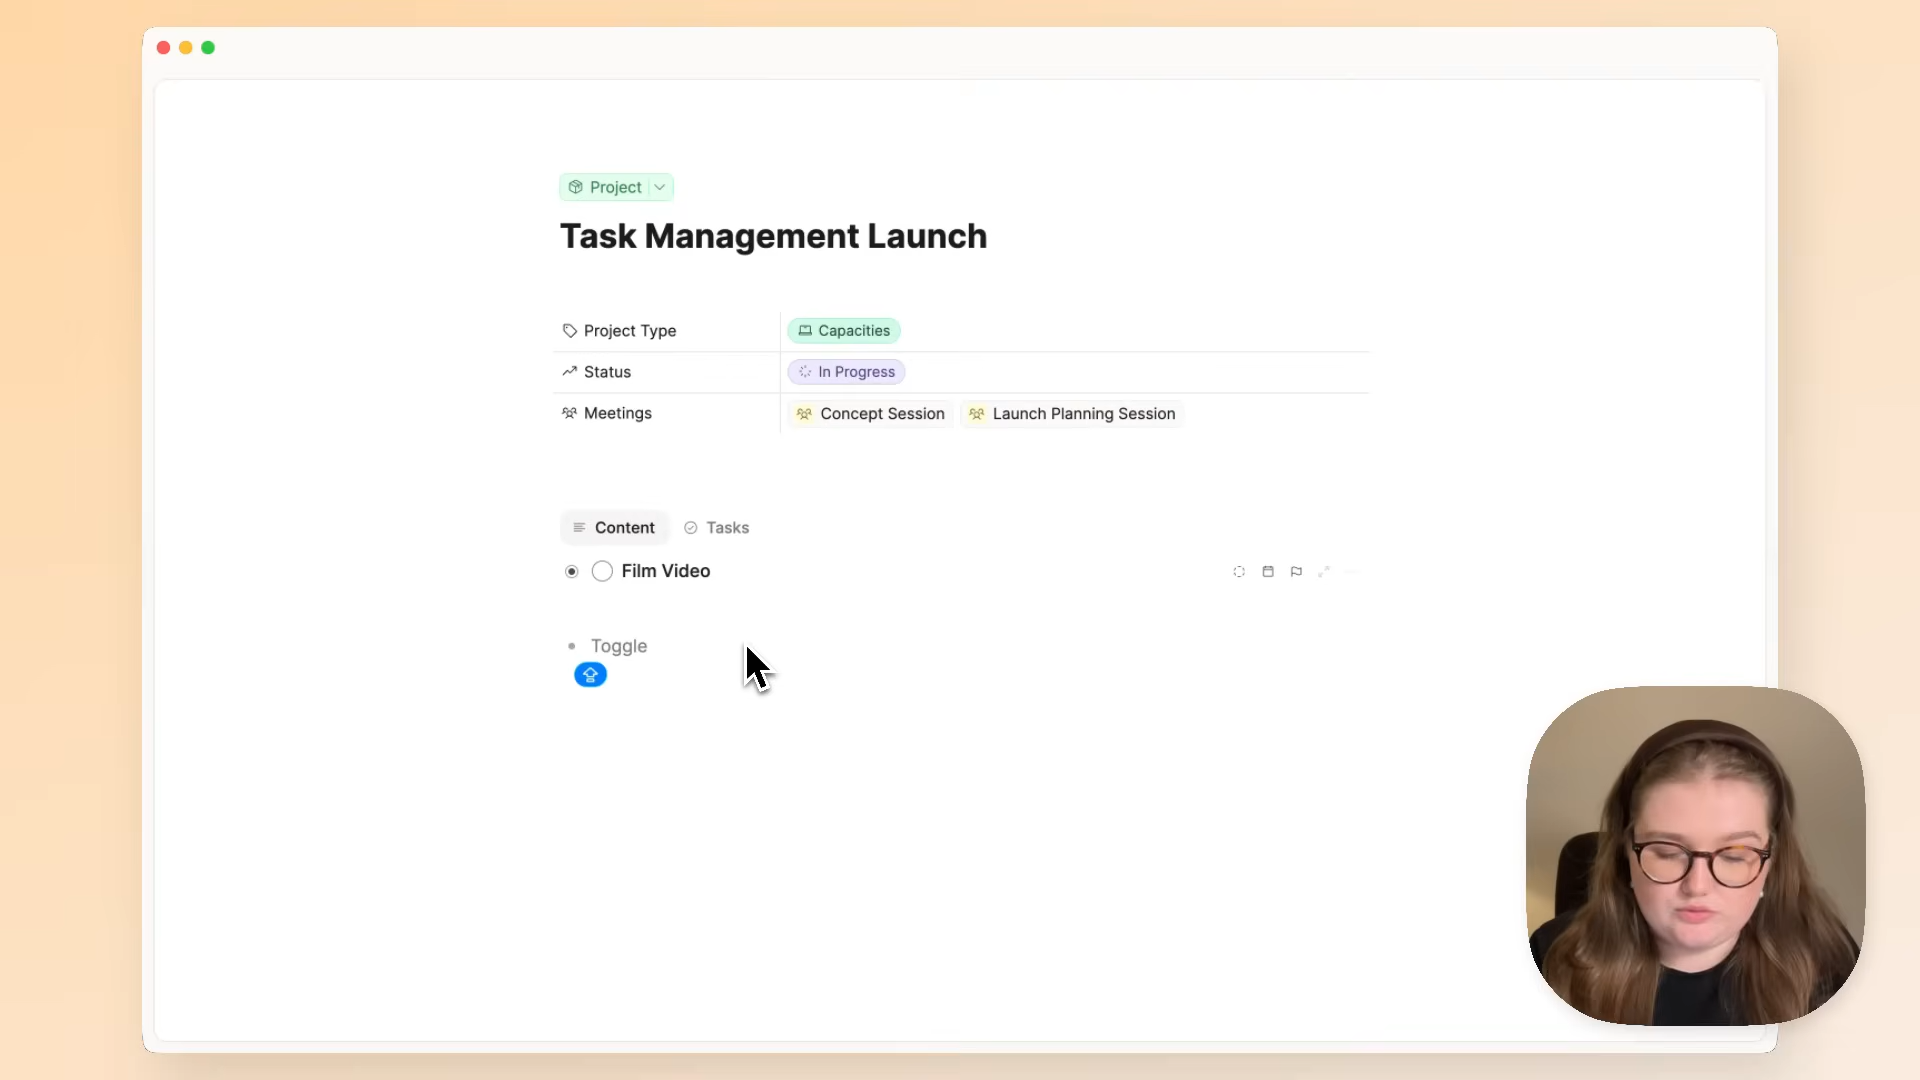 Project
Task Management Launch
Project Type Capacities
Status In Progress
Meetings Concept Session Launch Planning Session
Content Tasks
Film Video
Toggle